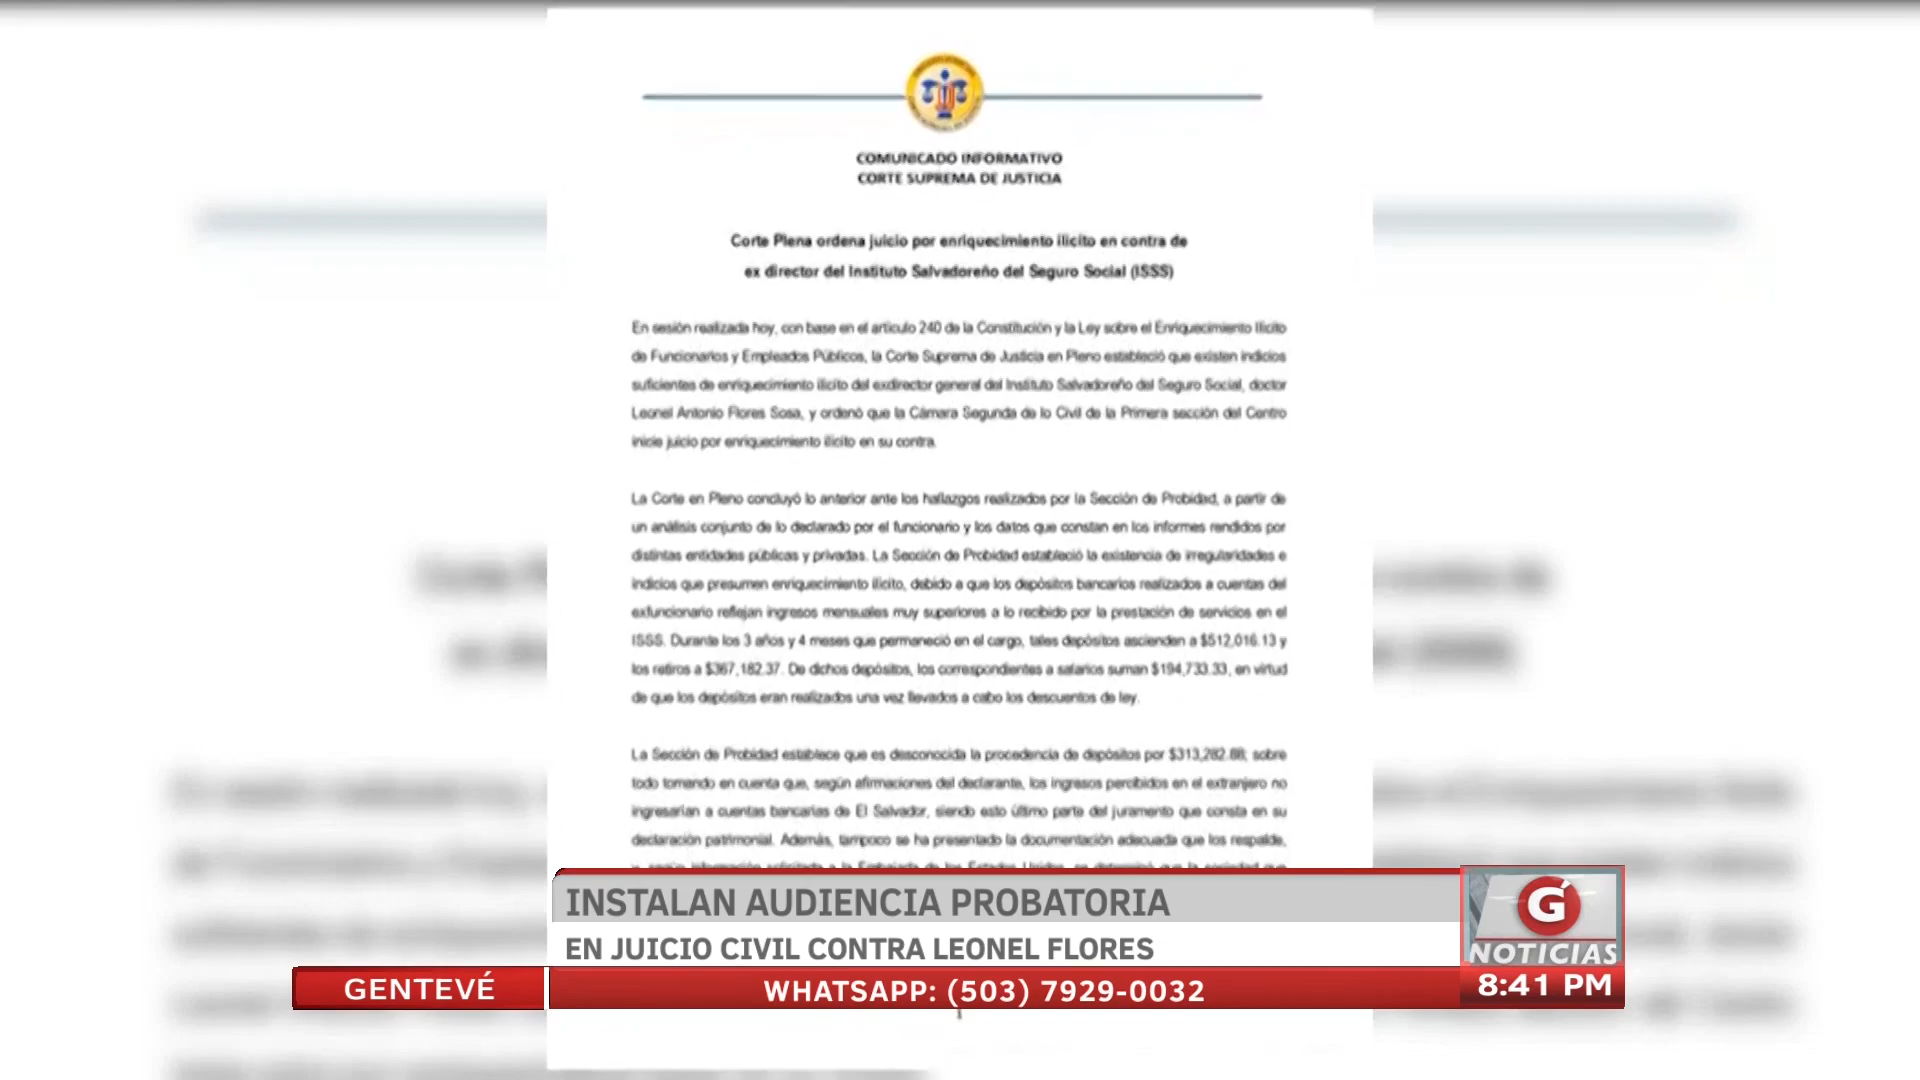 COMUNICADO INFORMATIVO
CORTE SUPREMA DE JUSTICIA
Corte Plena ordena juicio por enriquecimiento ilícito en contra de
ex director del Instituto Salvadoreño del Seguro Social (ISSS)
En sesión realizada hoy, con base en el artículo 240 de la Constitución y la Ley sobre el Enriquecimiento Ilícito
de Funcionarios y Empleados Públicos, la Corte Suprema de Justicia en Pleno estableció que existen indicios
suficientes de enriquecimiento ilícito del exdirector general del Instituto Salvadoreño del Seguro Social, doctor
Leonel Antonio Flores Sosa, y ordenó que la Cámara Segunda de lo Civil de la Primera sección del Centro
inicie juicio por enriquecimiento ilícito en su contra.
La Corte en Pleno concluyó lo anterior ante los hallazgos realizados por la Sección de Probidad, a partir de
un análisis conjunto de lo declarado por el funcionario y los datos que constan en los informes rendidos por
distintas entidades públicas y privadas. La Sección de Probidad estableció la existencia de irregularidades e
indicios que presumen enriquecimiento ilícito, debido a que los depósitos bancarios realizados a cuentas del
exfuncionario reflejan ingresos mensuales muy superiores a lo recibido por la prestación de servicios en el
ISSS. Durante los 3 años y 4 meses que permaneció en el cargo, tales depósitos ascienden a $512,016.13 y
los retiros a $367,182.37. De dichos depósitos, los correspondientes a salarios suman $194,733.33, en virtud
de que los depósitos eran realizados una vez llevados a cabo los descuentos de ley.
La Sección de Probidad establece que es desconocida la procedencia de depósitos por $313,282.88; sobre
todo tomando en cuenta que, según afirmaciones del declarante, los ingresos percibidos en el extranjero no
ingresarían a cuentas bancarias de El Salvador, siendo esto último parte del juramento que consta en su
declaración patrimonial. Además, tampoco se ha presentado la documentación adecuada que los respalde,
INSTALAN AUDIENCIA PROBATORIA
EN JUICIO CIVIL CONTRA LEONEL FLORES
G
NOTICIAS
GENTEVÉ
WHATSAPP: (503) 7929-0032
8:41 PM
1